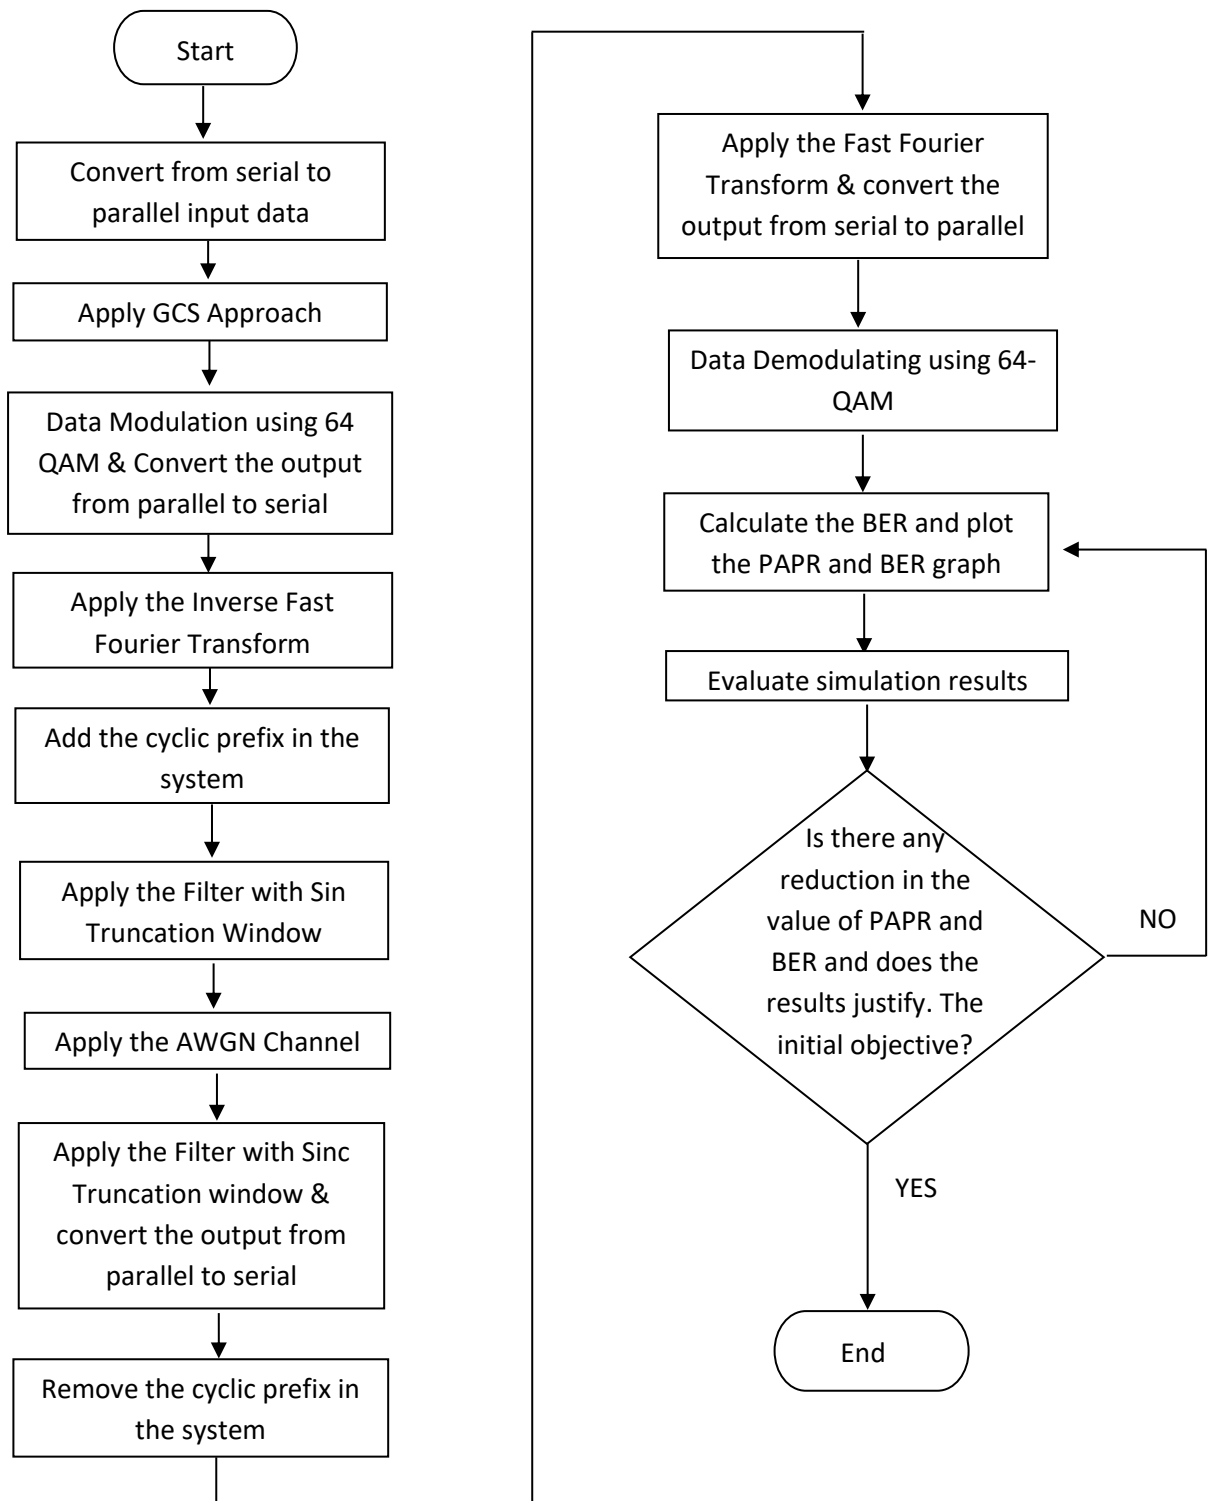 Start
Convert from serial to
parallel input data
Apply GCS Approach
Data Modulation using 64
QAM & Convert the output
from parallel to serial
Apply the Inverse Fast
Fourier Transform
Add the cyclic prefix in the
system
Apply the Filter with Sin
Truncation Window
Apply the AWGN Channel
Apply the Filter with Sinc
Truncation window &
convert the output from
parallel to serial
Remove the cyclic prefix in
the system
Apply the Fast Fourier
Transform & convert the
output from serial to parallel
Data Demodulating using 64-
QAM
Calculate the BER and plot
the PAPR and BER graph
Evaluate simulation results
Is there any
reduction in the
value of PAPR and
BER and does the
results justify. The
initial objective?
NO
YES
End